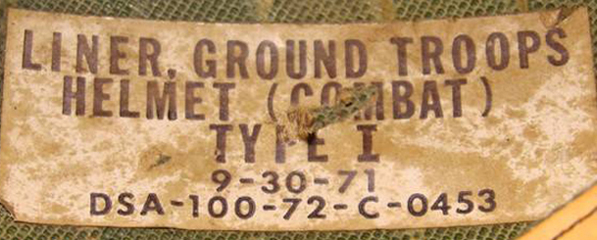 LINER, GROUND TROOPS
HELMET (COMBAT)
TYPE I
9-30-71
DSA-100-72-C-0453